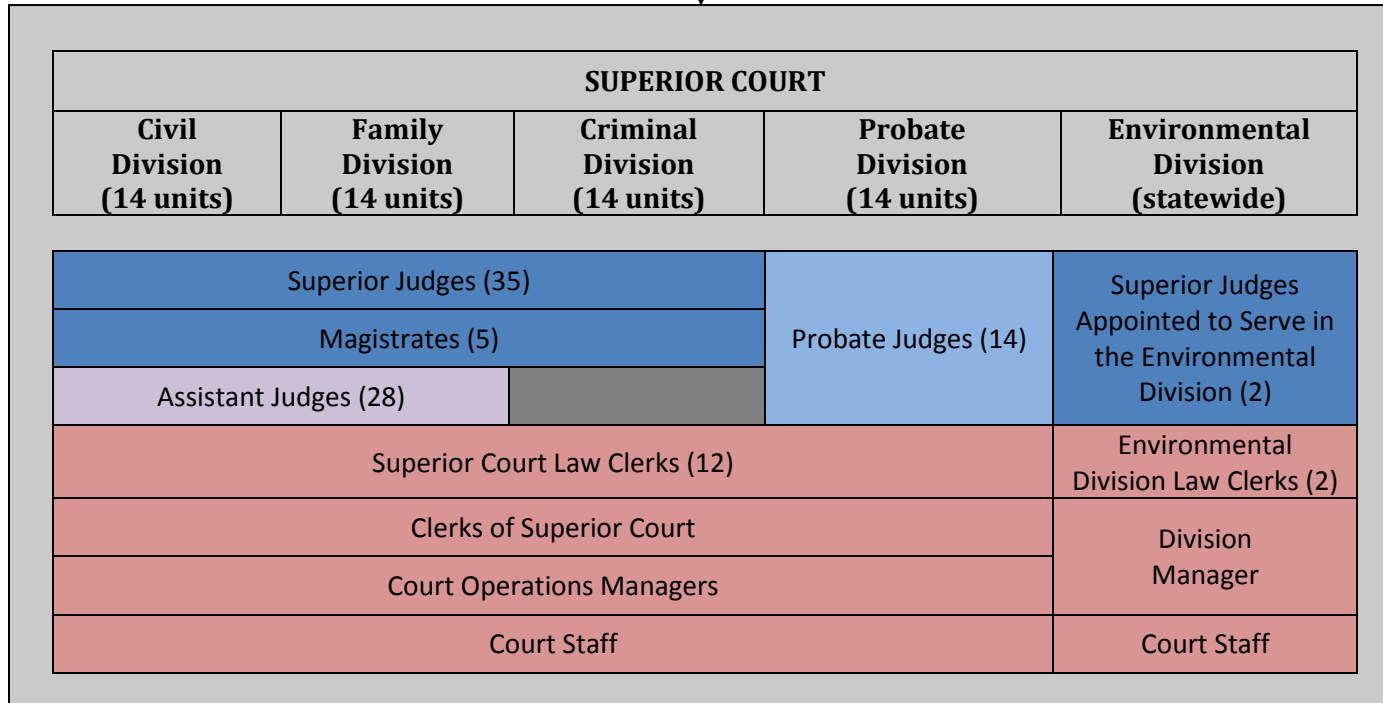 SUPERIOR COURT
Civil
Division
(14 units)
Family
Division
(14 units)
Criminal
Division
(14 units)
Probate
Division
(14 units)
Environmental
Division
(statewide)
Superior Judges (35)
Magistrates (5)
Assistant Judges (28)
Probate Judges (14)
Superior Judges
Appointed to Serve in
the Environmental
Division (2)
Superior Court Law Clerks (12)
Environmental
Division Law Clerks (2)
Clerks of Superior Court
Court Operations Managers
Division
Manager
Court Staff
Court Staff